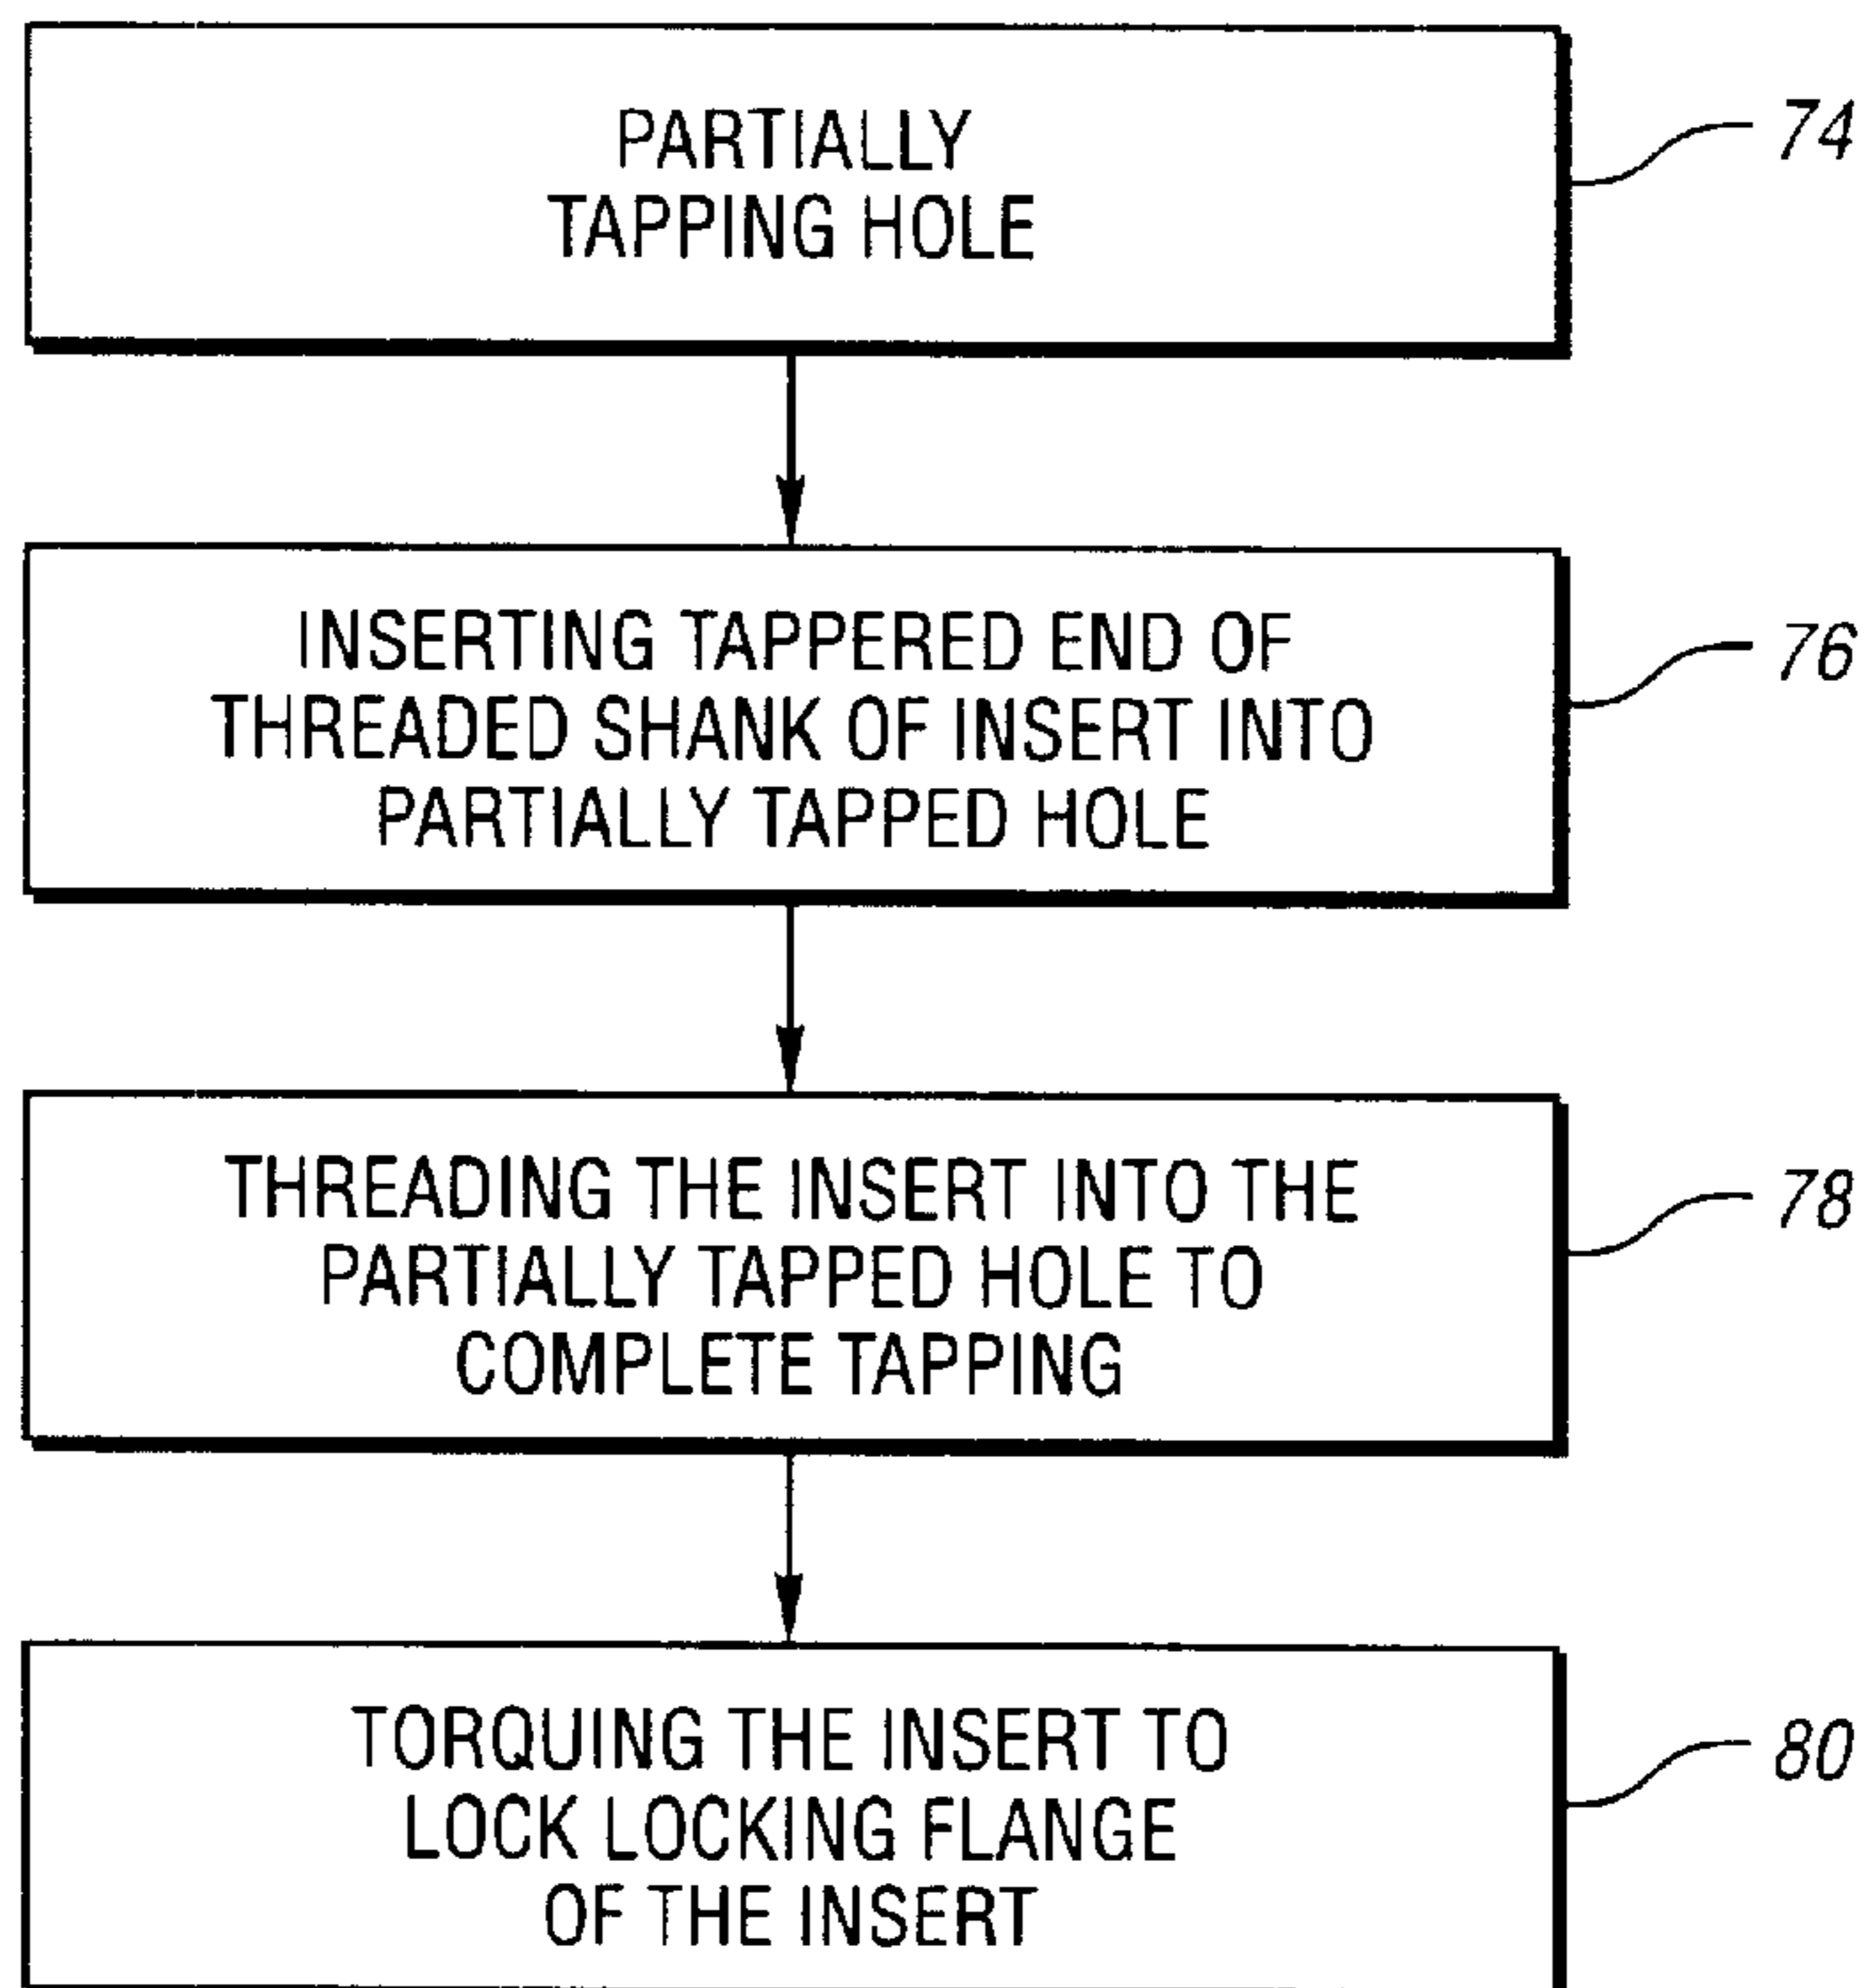 PARTIALLY
TAPPING HOLE
74
INSERTING TAPPERED END OF
THREADED SHANK OF INSERT INTO
PARTIALLY TAPPED HOLE
76
THREADING THE INSERT INTO THE
PARTIALLY TAPPED HOLE TO
COMPLETE TAPPING
78
TORQUING THE INSERT TO
LOCK LOCKING FLANGE
OF THE INSERT
80